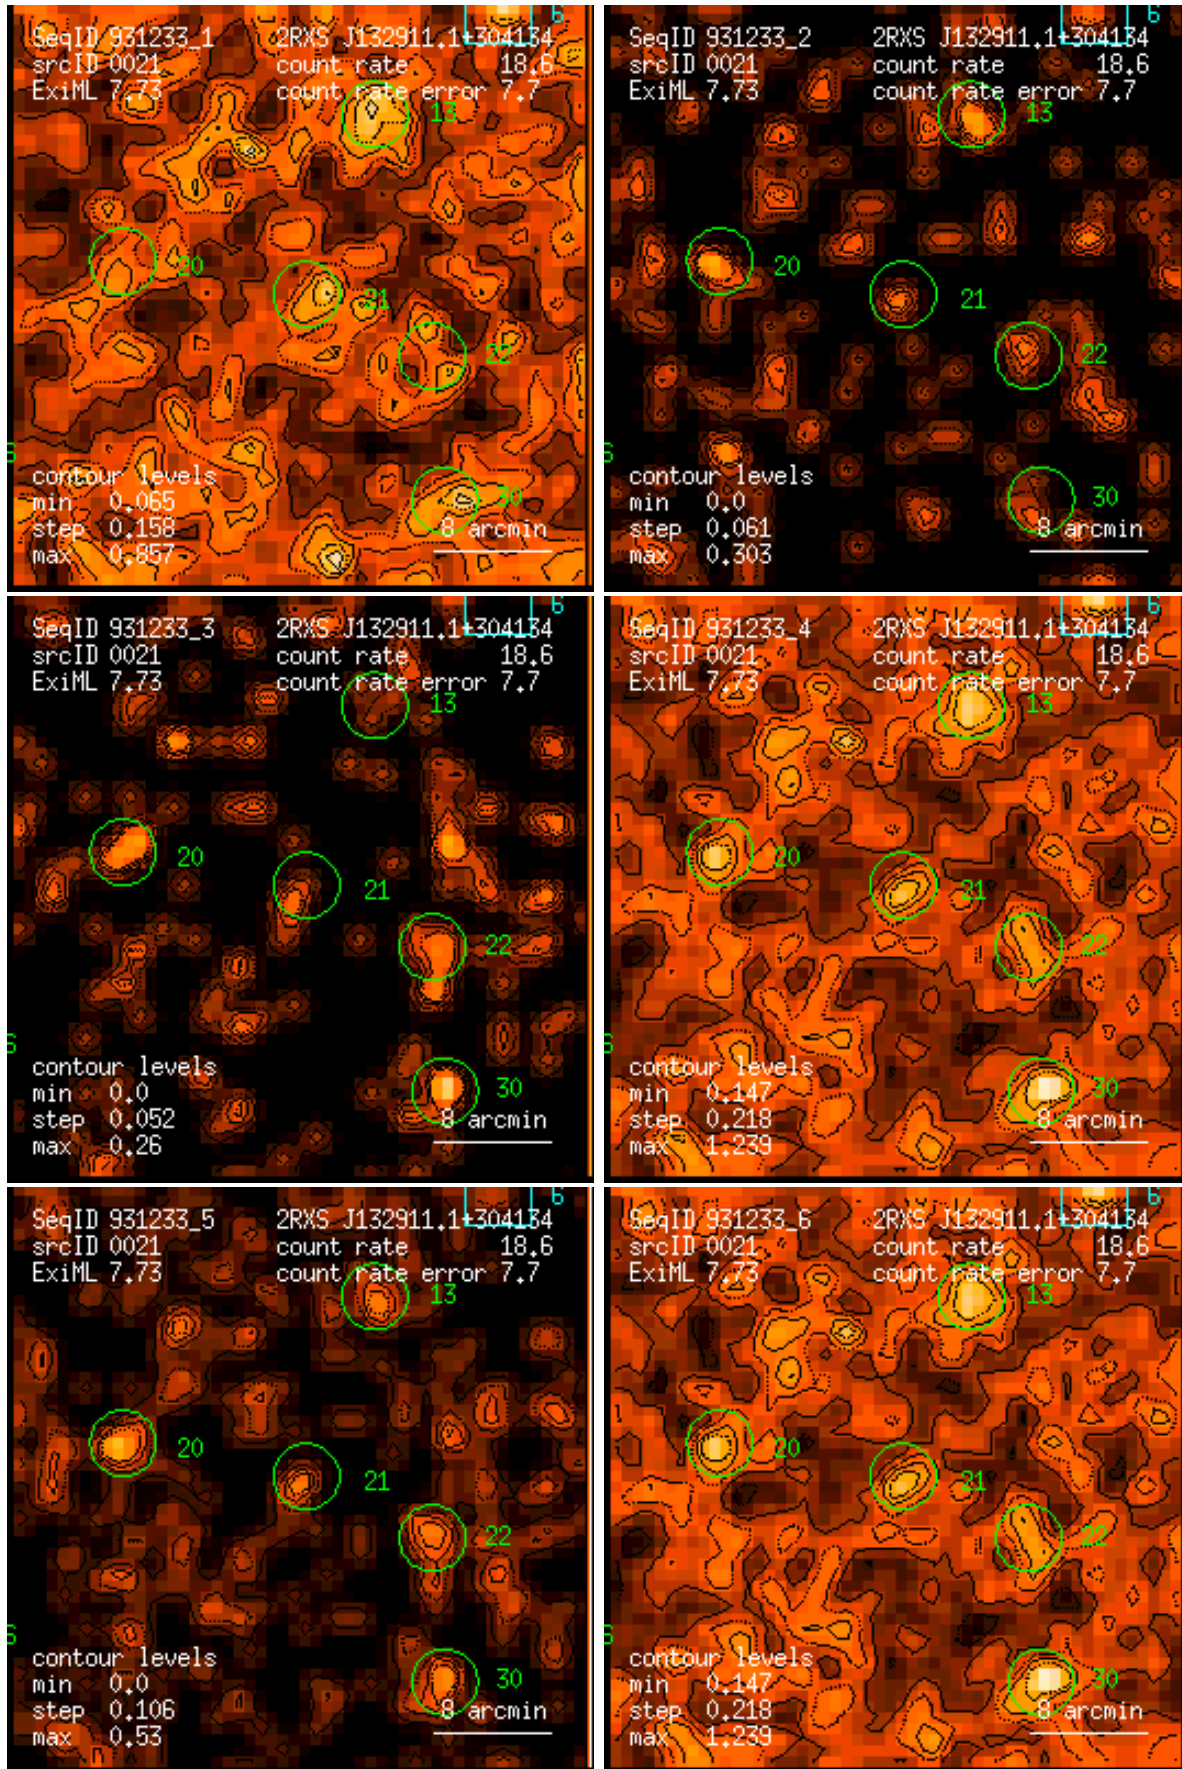 SeqID 931233_1 2RXS J132911.1+304134 6
srcID 0021 count rate 18.6
ExiML 7.73 count rate error 7.7
13
20
21
22
contour levels
min 0.065 30
step 0.158 8 arcmin
max 0.857
SeqID 931233_2 2RXS J132911.1+304134 6
srcID 0021 count rate 18.6
ExiML 7.73 count rate error 7.7
13
20
21
22
contour levels
min 0.0 30
step 0.061 8 arcmin
max 0.303
SeqID 931233_3 2RXS J132911.1+304134 6
srcID 0021 count rate 18.6
ExiML 7.73 count rate error 7.7
13
20
21
22
contour levels
min 0.0 30
step 0.052 8 arcmin
max 0.26
SeqID 931233_4 2RXS J132911.1+304134 6
srcID 0021 count rate 18.6
ExiML 7.73 count rate error 7.7
13
20
21
22
contour levels
min 0.147 30
step 0.218 8 arcmin
max 1.239
SeqID 931233_5 2RXS J132911.1+304134 6
srcID 0021 count rate 18.6
ExiML 7.73 count rate error 7.7
13
20
21
22
contour levels
min 0.0 30
step 0.106 8 arcmin
max 0.53
SeqID 931233_6 2RXS J132911.1+304134 6
srcID 0021 count rate 18.6
ExiML 7.73 count rate error 7.7
13
20
21
22
contour levels
min 0.147 30
step 0.218 8 arcmin
max 1.239